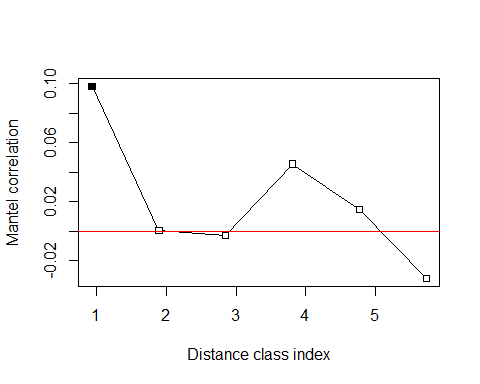 Mantel correlation
0.10
0.06
0.02
-0.02
1 2 3 4 5
Distance class index